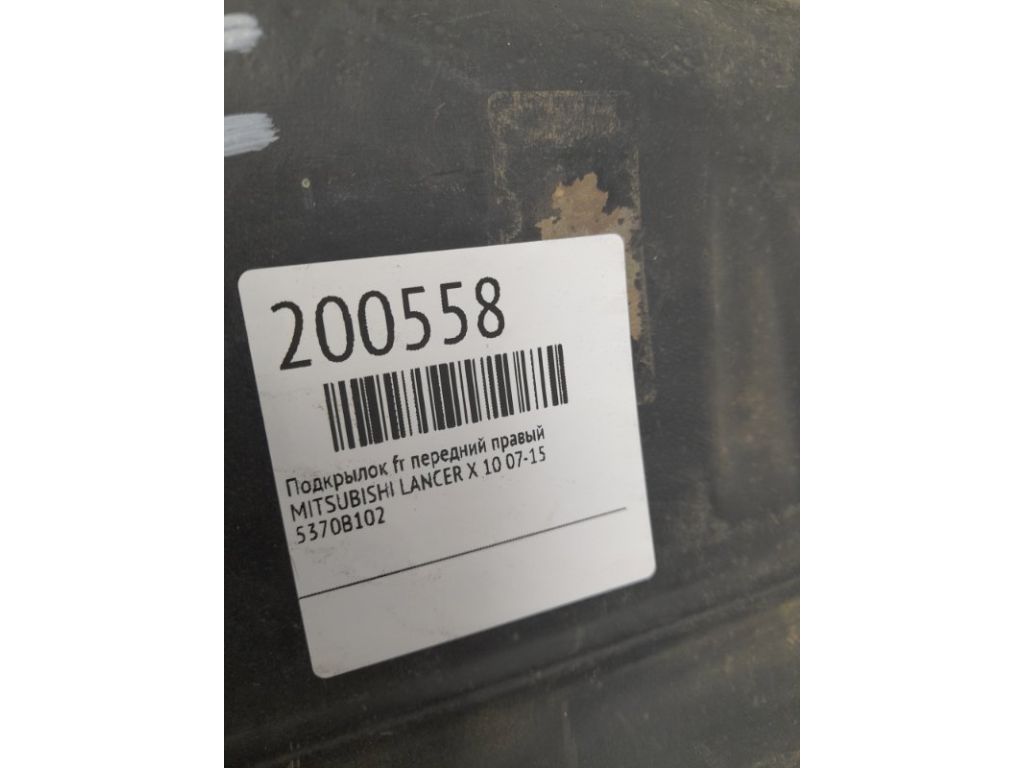 200558
Подкрылок fr передний правый
MITSUBISHI LANCER X 10 07-15
5370B102